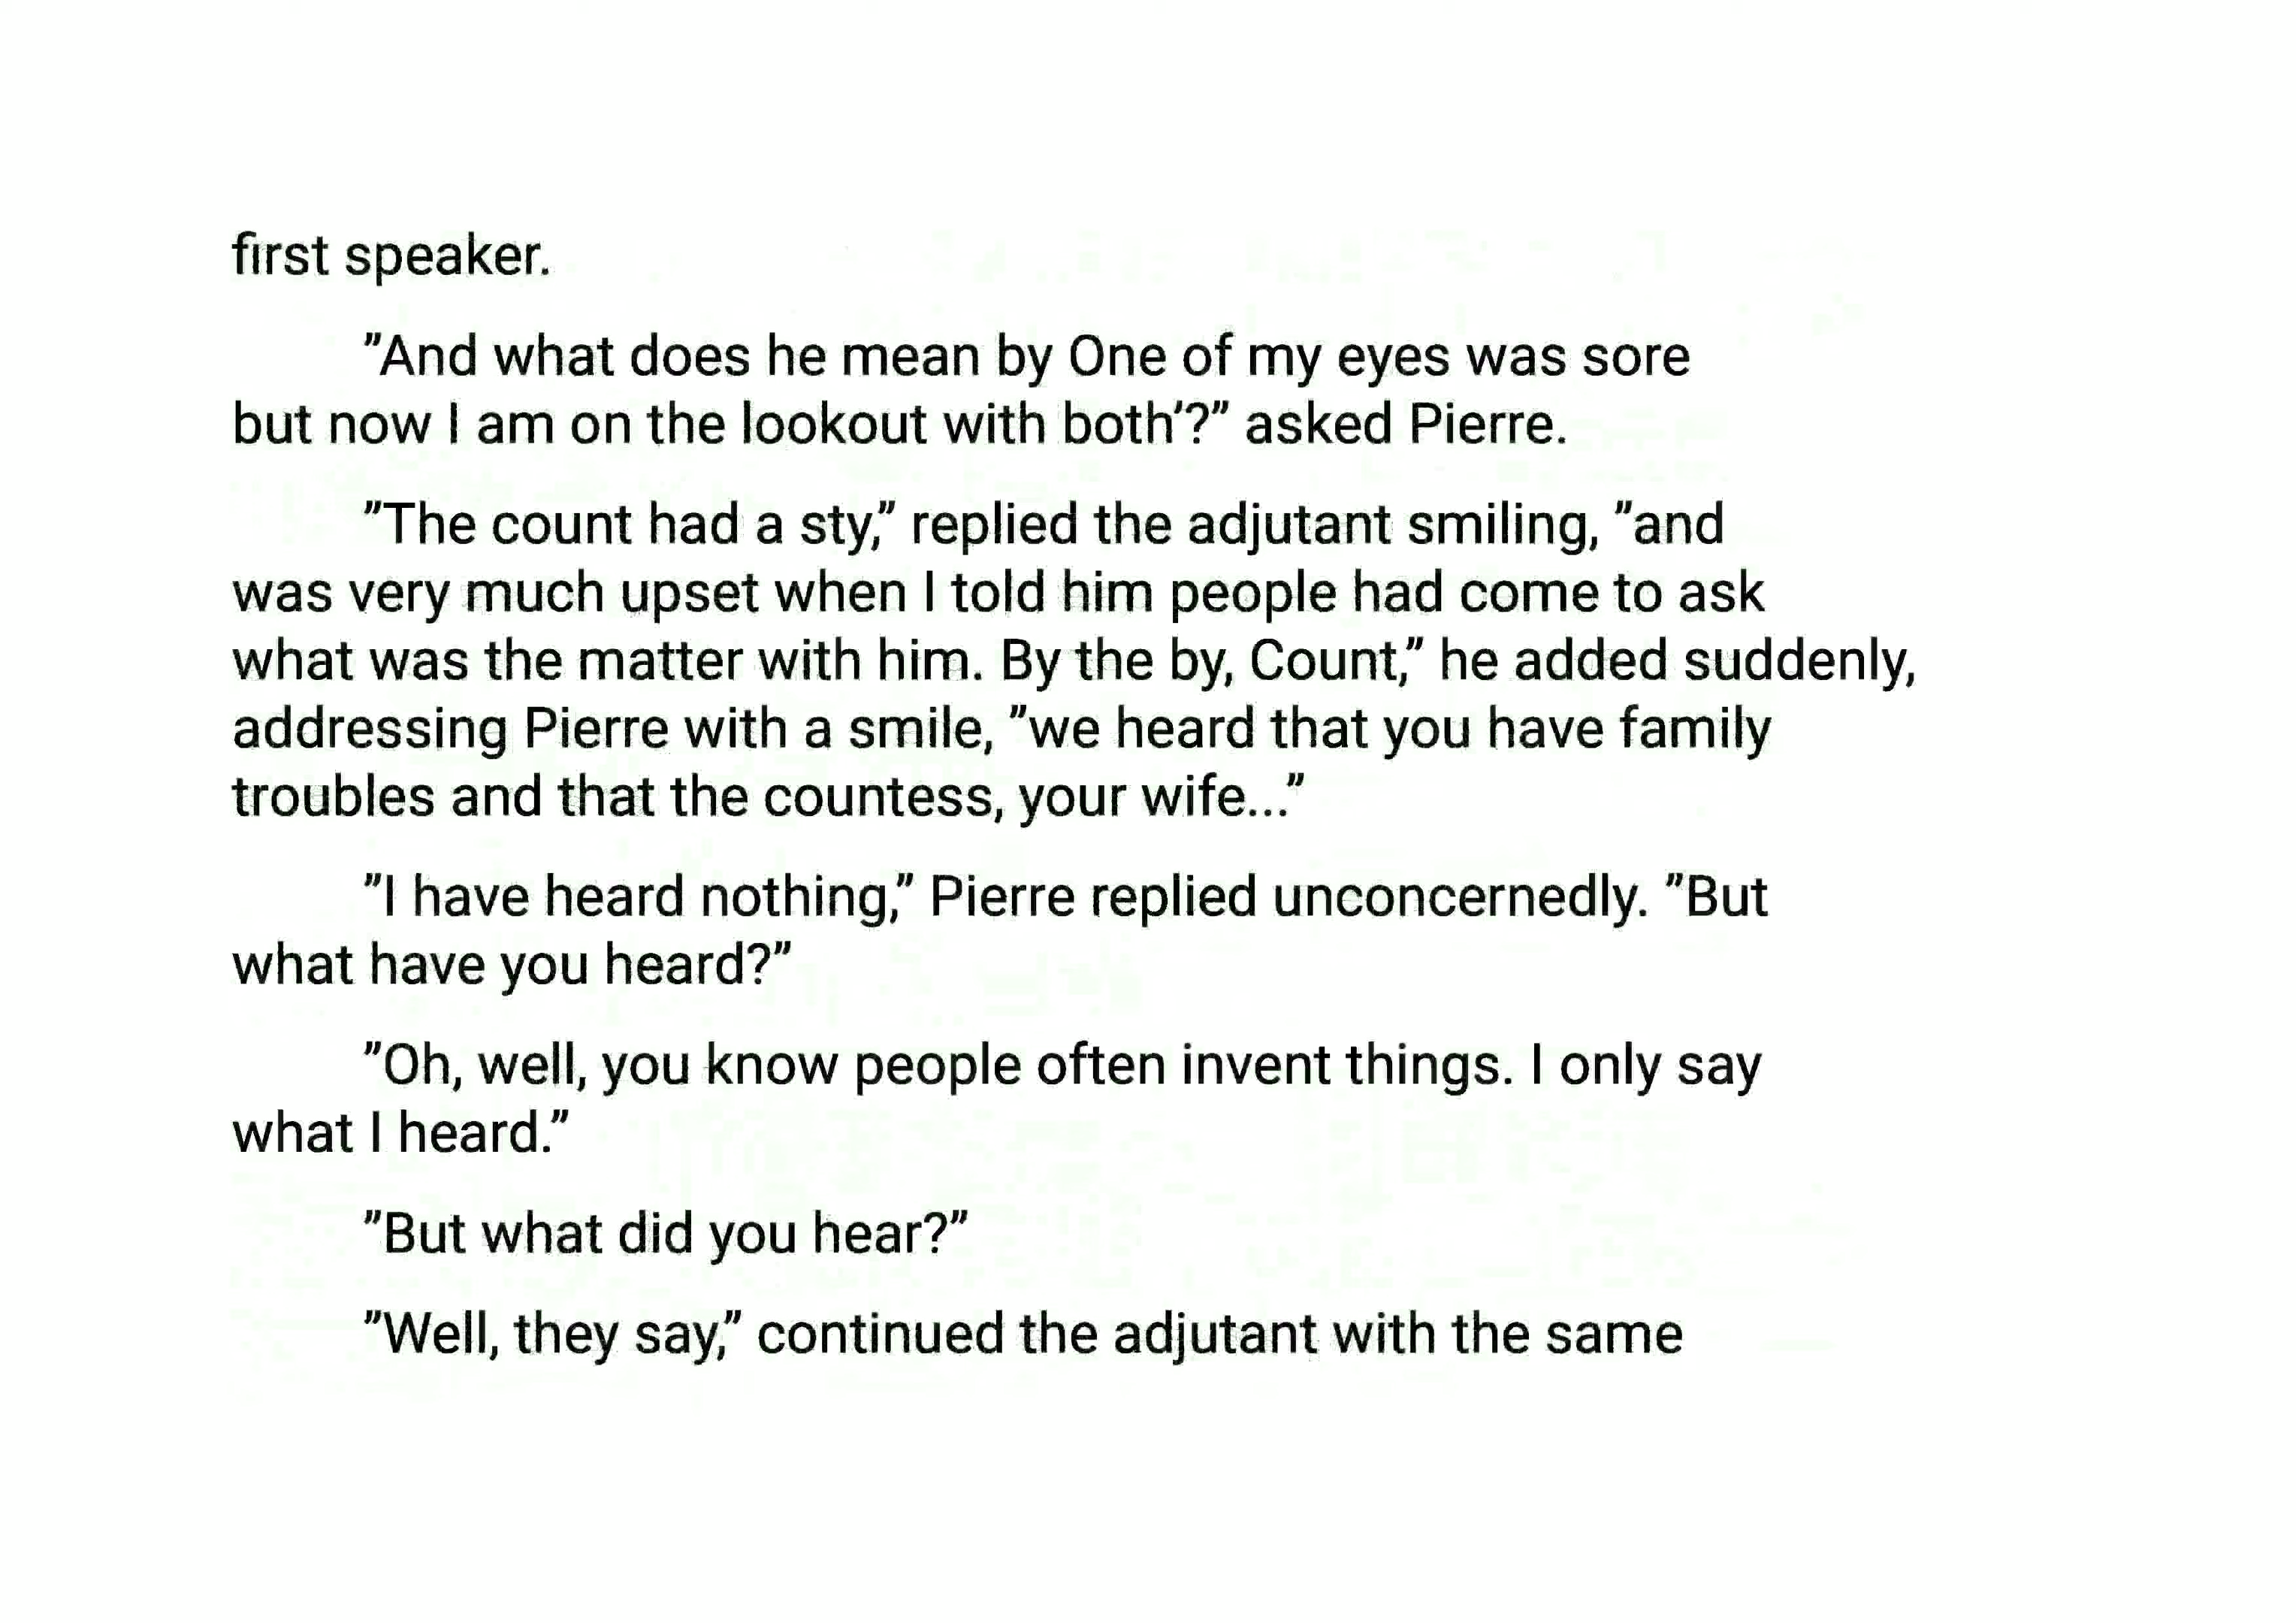 first speaker.
”And what does he mean by One of my eyes was sore
but now I am on the lookout with both’?” asked Pierre.
”The count had a sty,” replied the adjutant smiling, ”and
was very much upset when I told him people had come to ask
what was the matter with him. By the by, Count,” he added suddenly,
addressing Pierre with a smile, ”we heard that you have family
troubles and that the countess, your wife...”
”I have heard nothing,” Pierre replied unconcernedly. ”But
what have you heard?”
”Oh, well, you know people often invent things. I only say
what I heard.”
”But what did you hear?”
”Well, they say,” continued the adjutant with the same